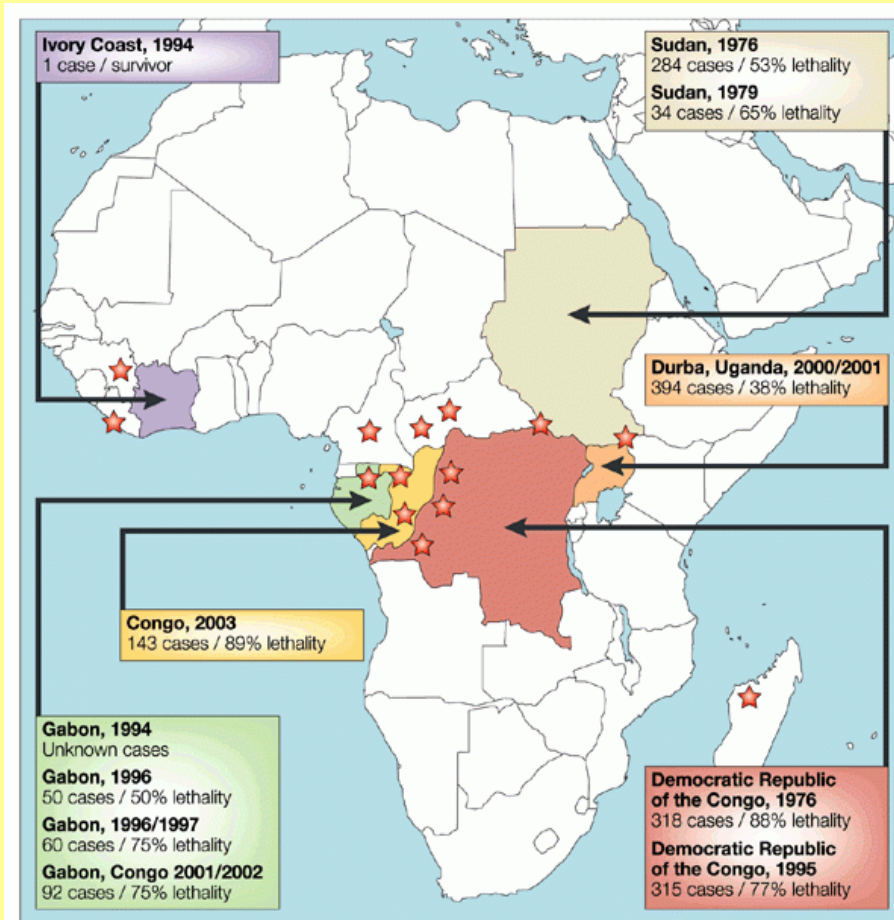 Ivory Coast, 1994
1 case / survivor
Sudan, 1976
284 cases / 53% lethality
Sudan, 1979
34 cases / 65% lethality
Durba, Uganda, 2000/2001
394 cases / 38% lethality
Congo, 2003
143 cases / 89% lethality
Gabon, 1994
Unknown cases
Gabon, 1996
50 cases / 50% lethality
Gabon, 1996/1997
60 cases / 75% lethality
Gabon, Congo 2001/2002
92 cases / 75% lethality
Democratic Republic
of the Congo, 1976
318 cases / 88% lethality
Democratic Republic
of the Congo, 1995
315 cases / 77% lethality